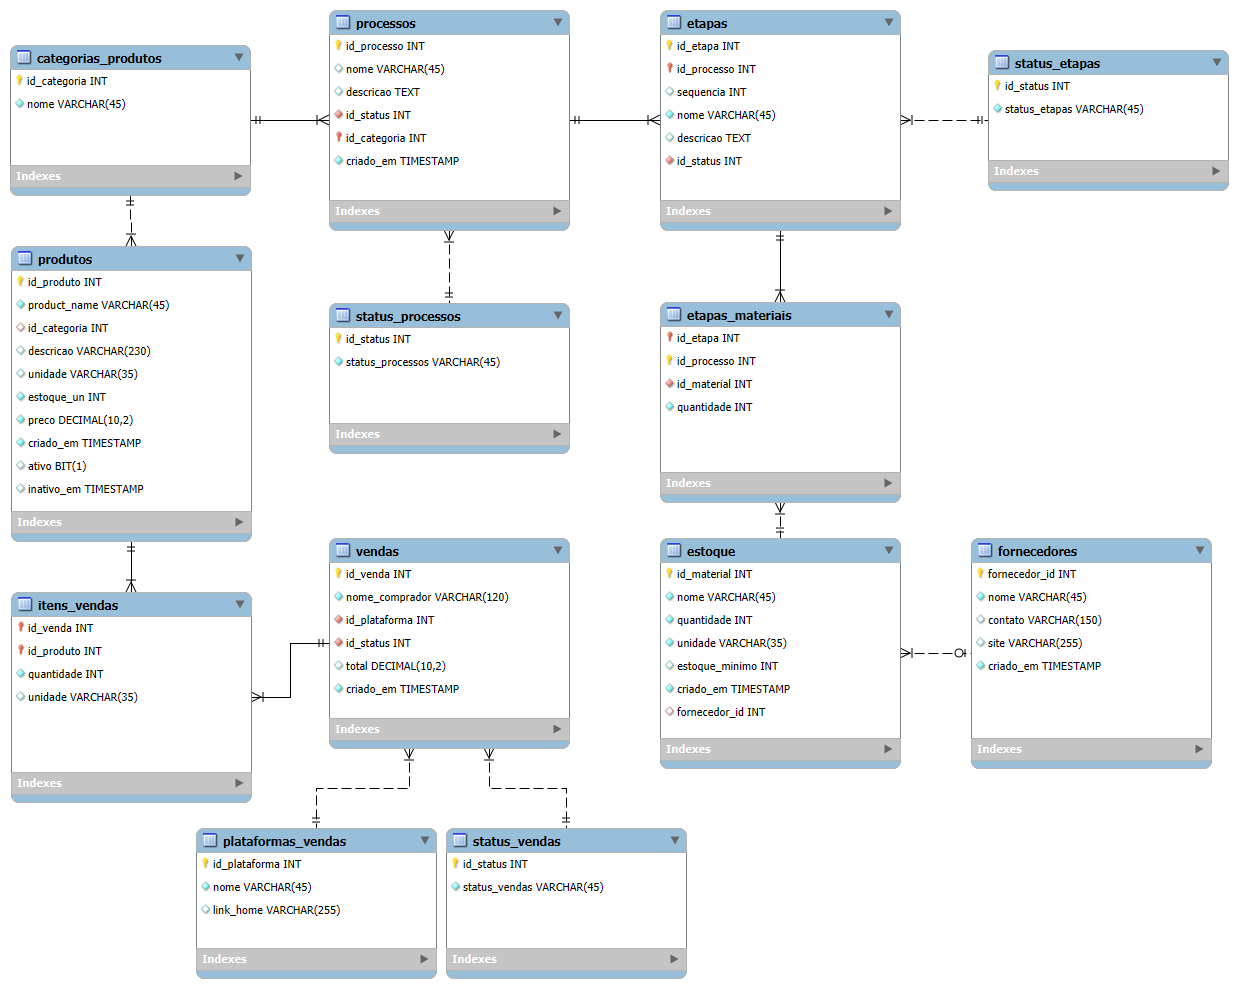 categorias_produtos
id_categoria INT
nome VARCHAR(45)
Indexes
processos
id_processo INT
nome VARCHAR(45)
descricao TEXT
id_status INT
id_categoria INT
criado_em TIMESTAMP
Indexes
etapas
id_etapa INT
id_processo INT
sequencia INT
nome VARCHAR(45)
descricao TEXT
id_status INT
Indexes
status_etapas
id_status INT
status_etapas VARCHAR(45)
Indexes
produtos
id_produto INT
product_name VARCHAR(45)
id_categoria INT
descricao VARCHAR(230)
unidade VARCHAR(35)
estoque_un INT
preco DECIMAL(10,2)
criado_em TIMESTAMP
ativo BIT(1)
inativo_em TIMESTAMP
Indexes
status_processos
id_status INT
status_processos VARCHAR(45)
Indexes
etapas_materiais
id_etapa INT
id_processo INT
id_material INT
quantidade INT
Indexes
itens_vendas
id_venda INT
id_produto INT
quantidade INT
unidade VARCHAR(35)
Indexes
vendas
id_venda INT
nome_comprador VARCHAR(120)
id_plataforma INT
id_status INT
total DECIMAL(10,2)
criado_em TIMESTAMP
Indexes
estoque
id_material INT
nome VARCHAR(45)
quantidade INT
unidade VARCHAR(35)
estoque_minimo INT
criado_em TIMESTAMP
fornecedor_id INT
Indexes
fornecedores
fornecedor_id INT
nome VARCHAR(45)
contato VARCHAR(150)
site VARCHAR(255)
criado_em TIMESTAMP
Indexes
plataformas_vendas
id_plataforma INT
nome VARCHAR(45)
link_home VARCHAR(255)
Indexes
status_vendas
id_status INT
status_vendas VARCHAR(45)
Indexes